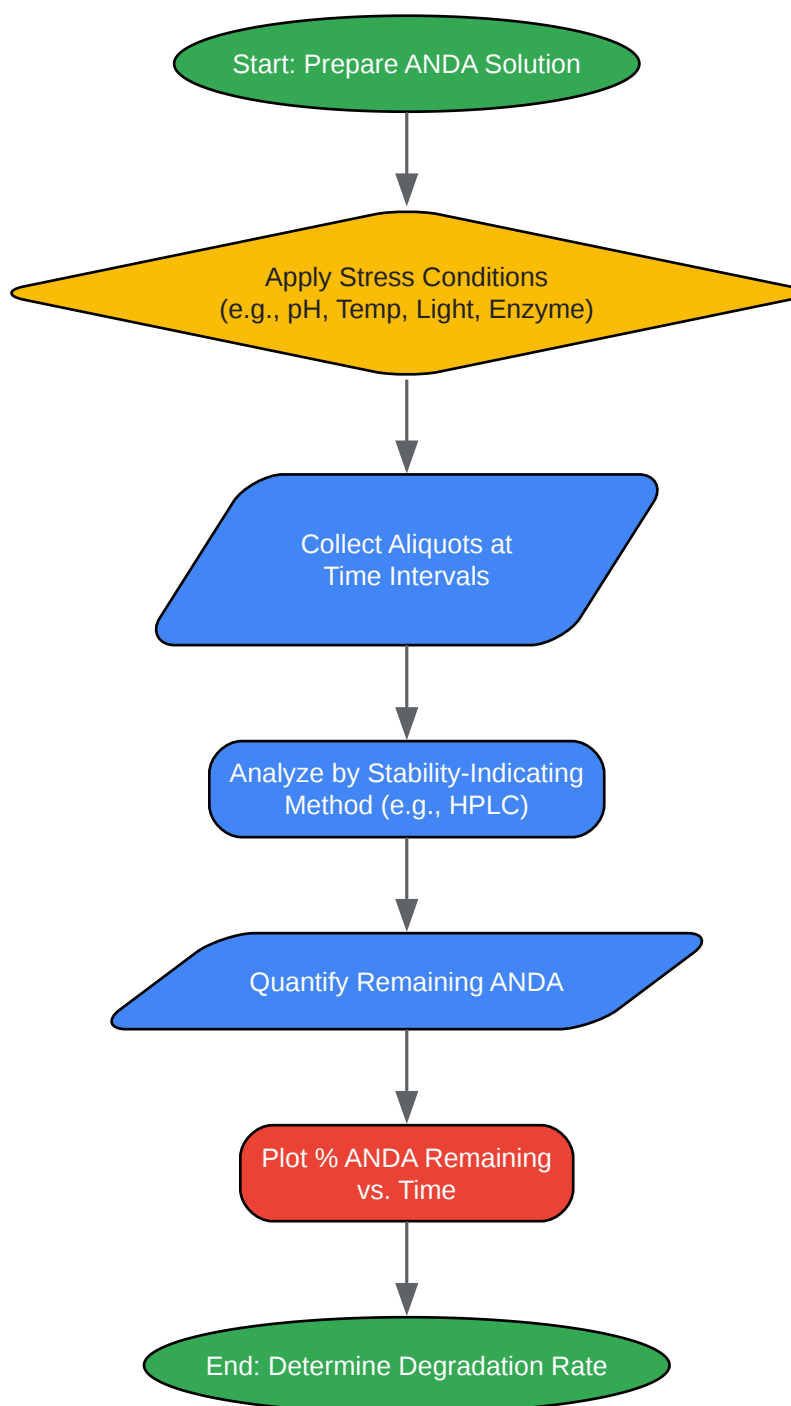 Start: Prepare ANDA Solution
Apply Stress Conditions
(e.g., pH, Temp, Light, Enzyme)
Collect Aliquots at
Time Intervals
Analyze by Stability-Indicating
Method (e.g., HPLC)
Quantify Remaining ANDA
Plot % ANDA Remaining
vs. Time
End: Determine Degradation Rate